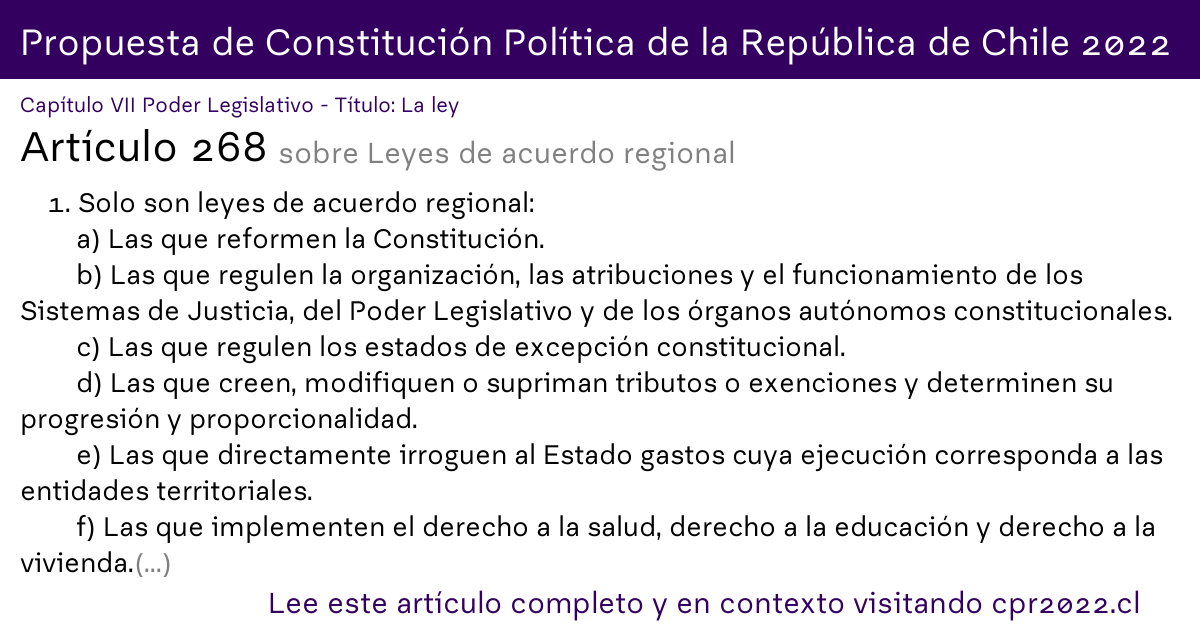 Propuesta de Constitución Política de la República de Chile 2022
Capítulo VII Poder Legislativo - Título: La ley
Artículo 268 sobre Leyes de acuerdo regional
1. Solo son leyes de acuerdo regional:
a) Las que reformen la Constitución.
b) Las que regulen la organización, las atribuciones y el funcionamiento de los
Sistemas de Justicia, del Poder Legislativo y de los órganos autónomos constitucionales.
c) Las que regulen los estados de excepción constitucional.
d) Las que creen, modifiquen o supriman tributos o exenciones y determinen su
progresión y proporcionalidad.
e) Las que directamente irroguen al Estado gastos cuya ejecución corresponda a las
entidades territoriales.
f) Las que implementen el derecho a la salud, derecho a la educación y derecho a la
vivienda.(...)
Lee este artículo completo y en contexto visitando cpr2022.cl